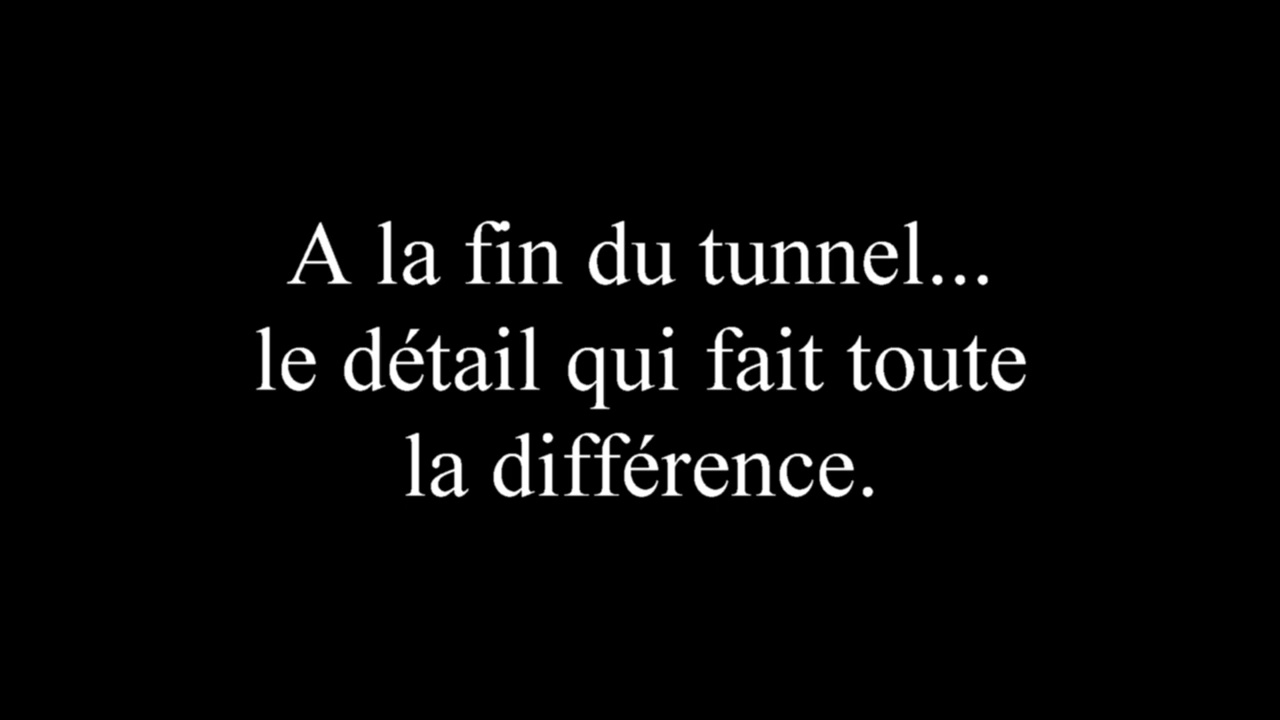 A la fin du tunnel...
le détail qui fait toute
la différence.